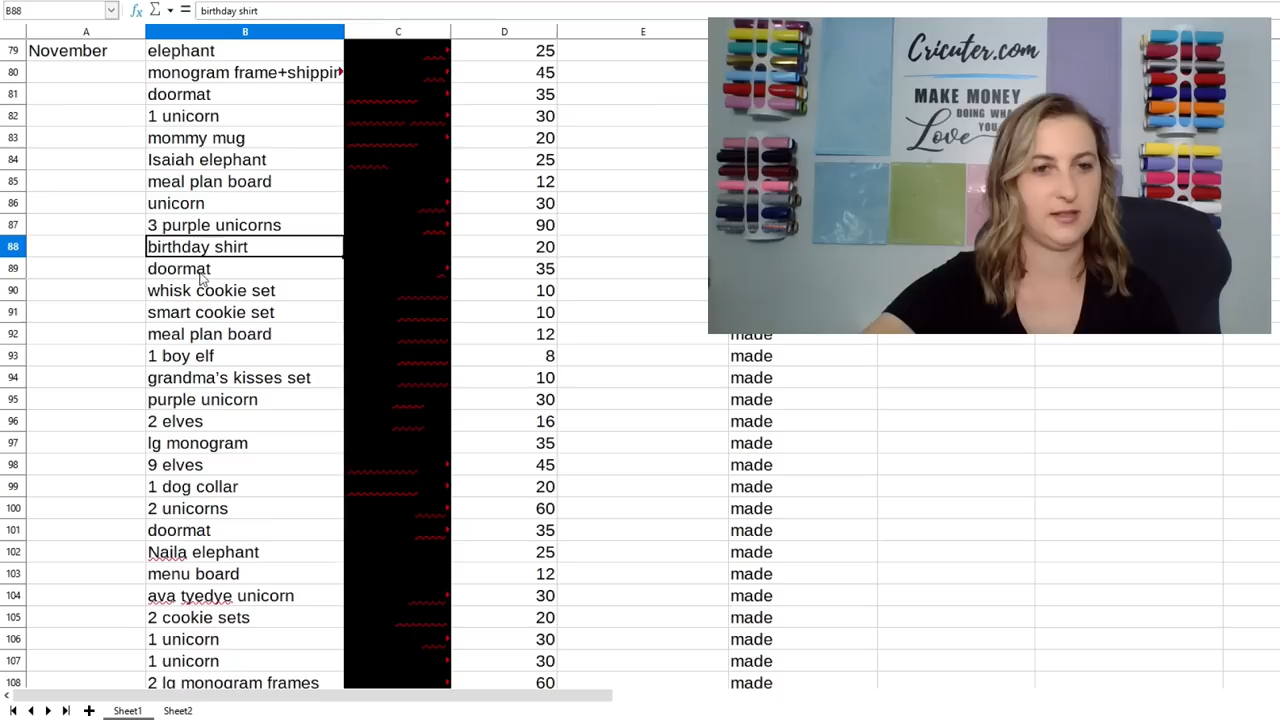 B88 fx Σ = birthday shirt
A B C D E
79 November elephant 25
80 monogram frame+shippin 45
81 doormat 35
82 1 unicorn 30
83 mommy mug 20
84 Isaiah elephant 25
85 meal plan board 12
86 unicorn 30
87 3 purple unicorns 90
88 birthday shirt 20
89 doormat 35
90 whisk cookie set 10
91 smart cookie set 10
92 meal plan board 12 made
93 1 boy elf 8 made
94 grandma's kisses set 10 made
95 purple unicorn 30 made
96 2 elves 16 made
97 lg monogram 35 made
98 9 elves 45 made
99 1 dog collar 20 made
100 2 unicorns 60 made
101 doormat 35 made
102 Naila elephant 25 made
103 menu board 12 made
104 ava tyedye unicorn 30 made
105 2 cookie sets 20 made
106 1 unicorn 30 made
107 1 unicorn 30 made
108 2 lg monogram frames 60 made
Sheet1 Sheet2
Cricuter.com
MAKE MONEY
DOING WHA
Love YOU